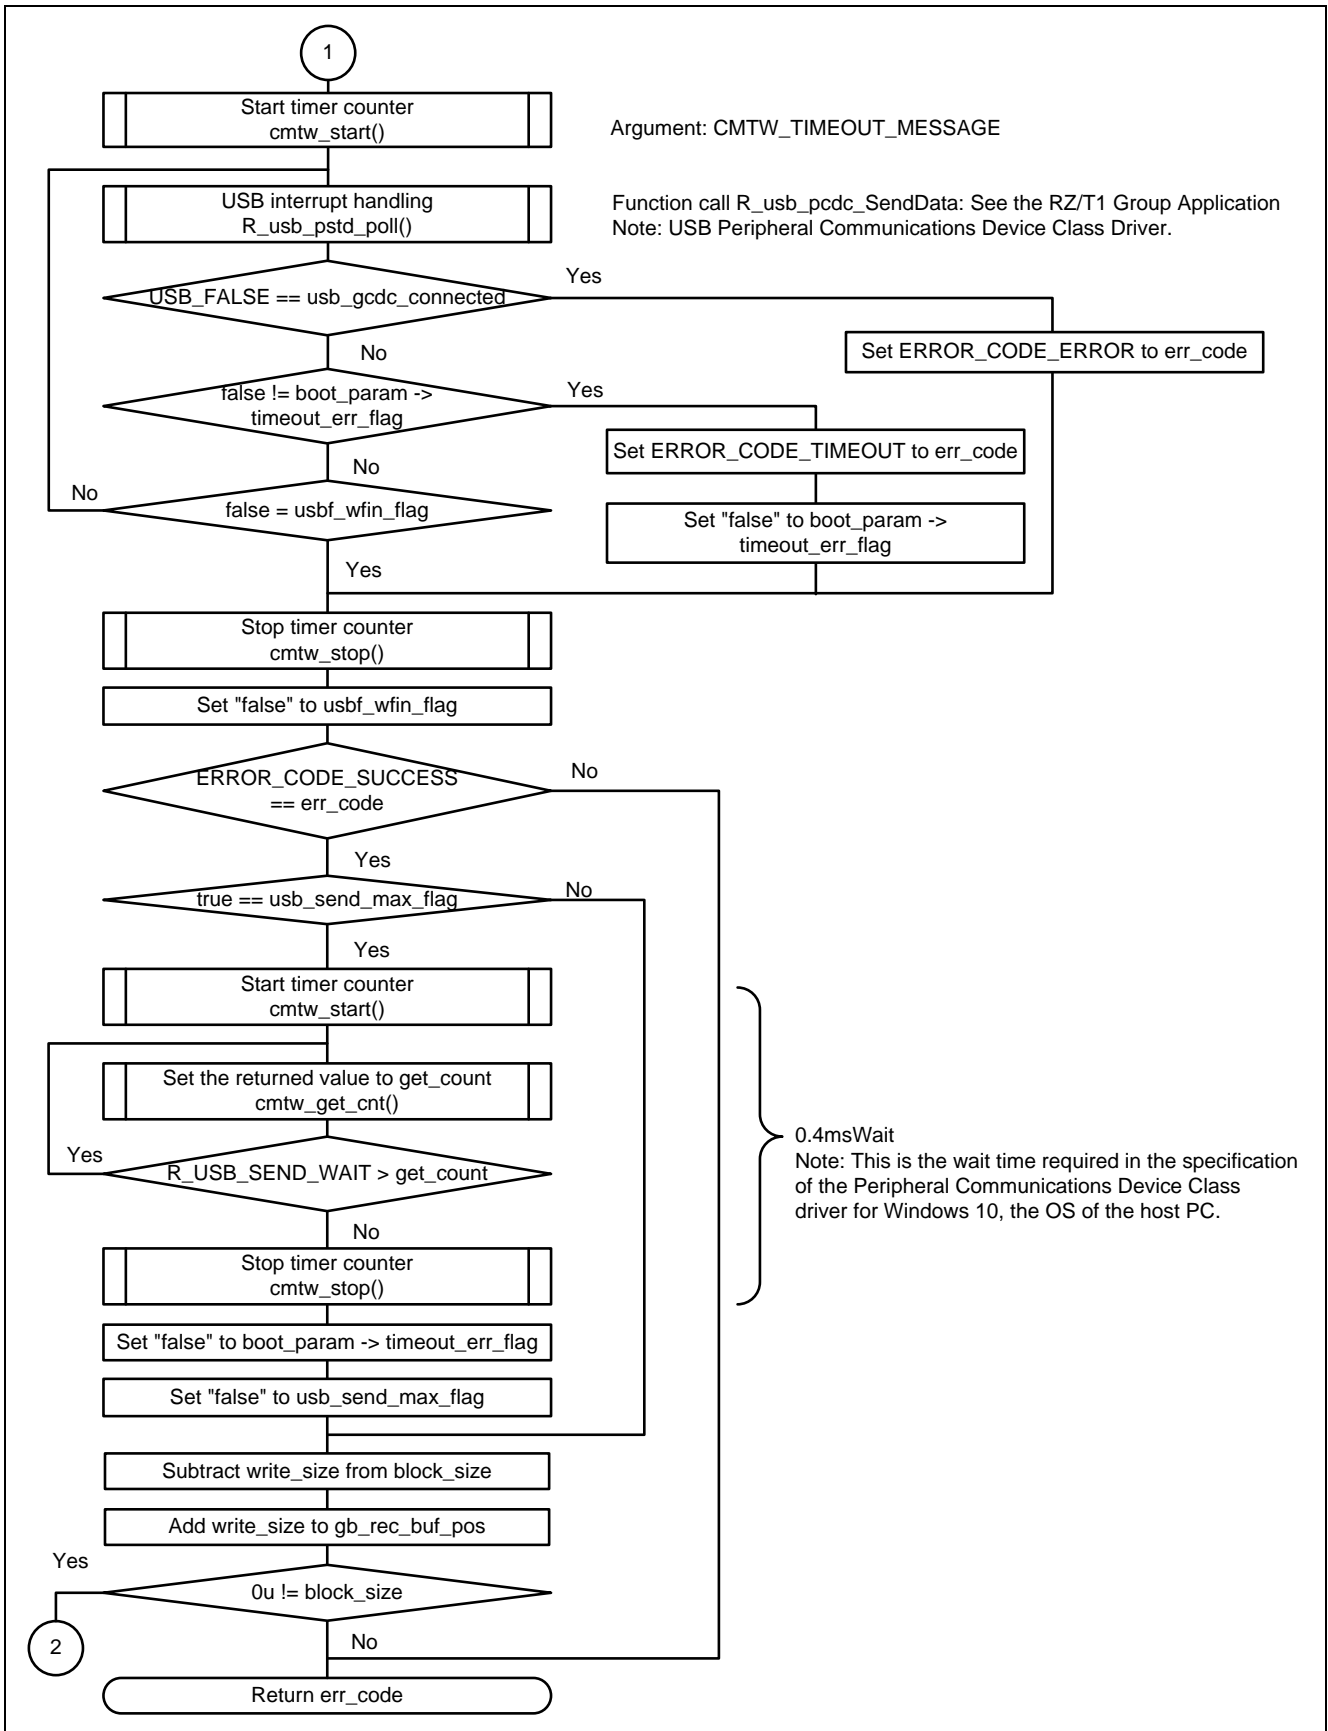 1
Start timer counter
cmtw_start()
Argument: CMTW_TIMEOUT_MESSAGE
USB interrupt handling
R_usb_pstd_poll()
Function call R_usb_pcdc_SendData: See the RZ/T1 Group Application
Note: USB Peripheral Communications Device Class Driver.
Yes
USB_FALSE == usb_gcdc_connected
Set ERROR_CODE_ERROR to err_code
No
Yes
false != boot_param ->
timeout_err_flag
Set ERROR_CODE_TIMEOUT to err_code
No
No
false = usbf_wfin_flag
Set "false" to boot_param ->
timeout_err_flag
Yes
Stop timer counter
cmtw_stop()
Set "false" to usbf_wfin_flag
ERROR_CODE_SUCCESS
== err_code
No
Yes
true == usb_send_max_flag
No
Yes
Start timer counter
cmtw_start()
Set the returned value to get_count
cmtw_get_cnt()
Yes
R_USB_SEND_WAIT > get_count
0.4msWait
Note: This is the wait time required in the specification
of the Peripheral Communications Device Class
driver for Windows 10, the OS of the host PC.
No
Stop timer counter
cmtw_stop()
Set "false" to boot_param -> timeout_err_flag
Set "false" to usb_send_max_flag
Subtract write_size from block_size
Add write_size to gb_rec_buf_pos
Yes
0u != block_size
2
No
Return err_code